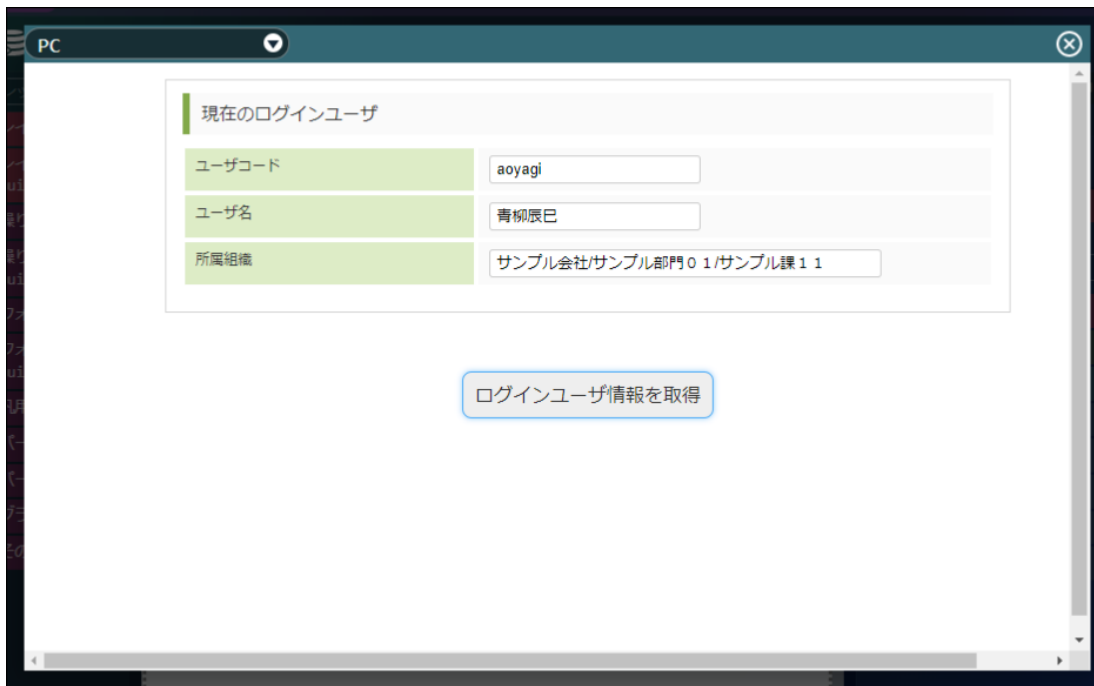 PC
現在のログインユーザ
ユーザコード
aoyagi
ユーザ名
青柳辰巳
所属組織
サンプル会社/サンプル部門０１/サンプル課１１
ログインユーザ情報を取得